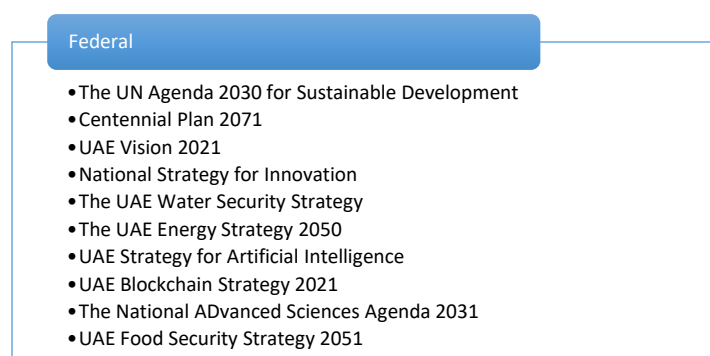 Federal
•The UN Agenda 2030 for Sustainable Development
•Centennial Plan 2071
•UAE Vision 2021
•National Strategy for Innovation
•The UAE Water Security Strategy
•The UAE Energy Strategy 2050
•UAE Strategy for Artificial Intelligence
•UAE Blockchain Strategy 2021
•The National ADvanced Sciences Agenda 2031
•UAE Food Security Strategy 2051